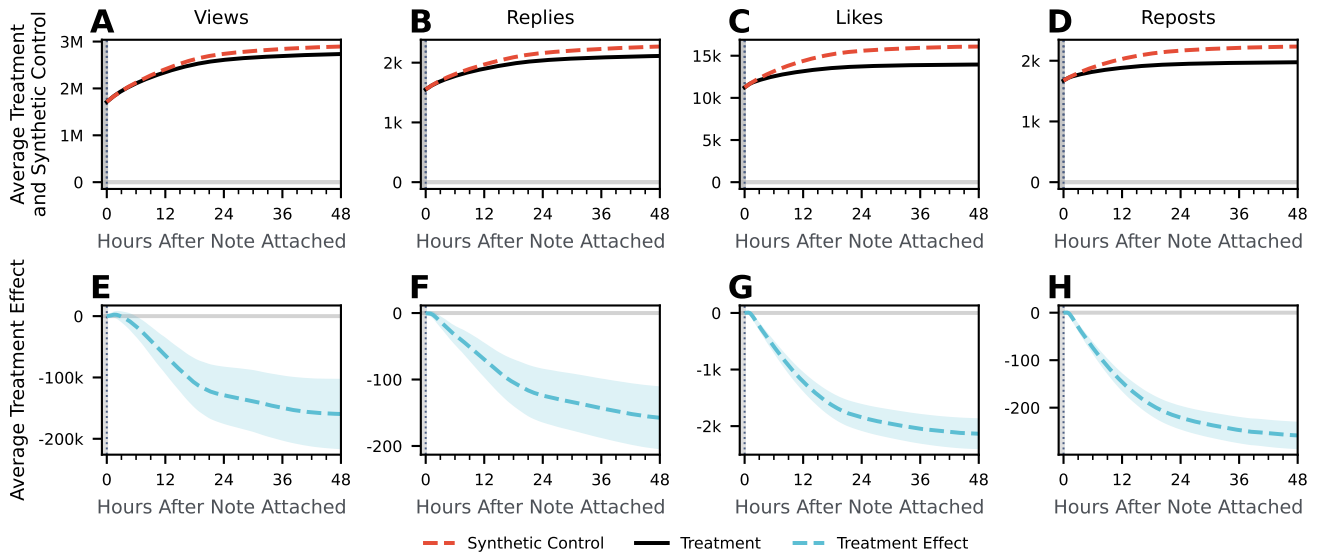 A Views
B Replies
C Likes
D Reposts
Average Treatment
and Synthetic Control
3M
2M
1M
0
2k
1k
0
15k
10k
5k
0
2k
1k
0
0 12 24 36 48
0 12 24 36 48
0 12 24 36 48
0 12 24 36 48
Hours After Note Attached
Hours After Note Attached
Hours After Note Attached
Hours After Note Attached
E
F
G
H
Average Treatment Effect
0
-100k
-200k
0
-100
-200
0
-1k
-2k
0
-100
-200
0 12 24 36 48
0 12 24 36 48
0 12 24 36 48
0 12 24 36 48
Hours After Note Attached
Hours After Note Attached
Hours After Note Attached
Hours After Note Attached
Synthetic Control Treatment Treatment Effect